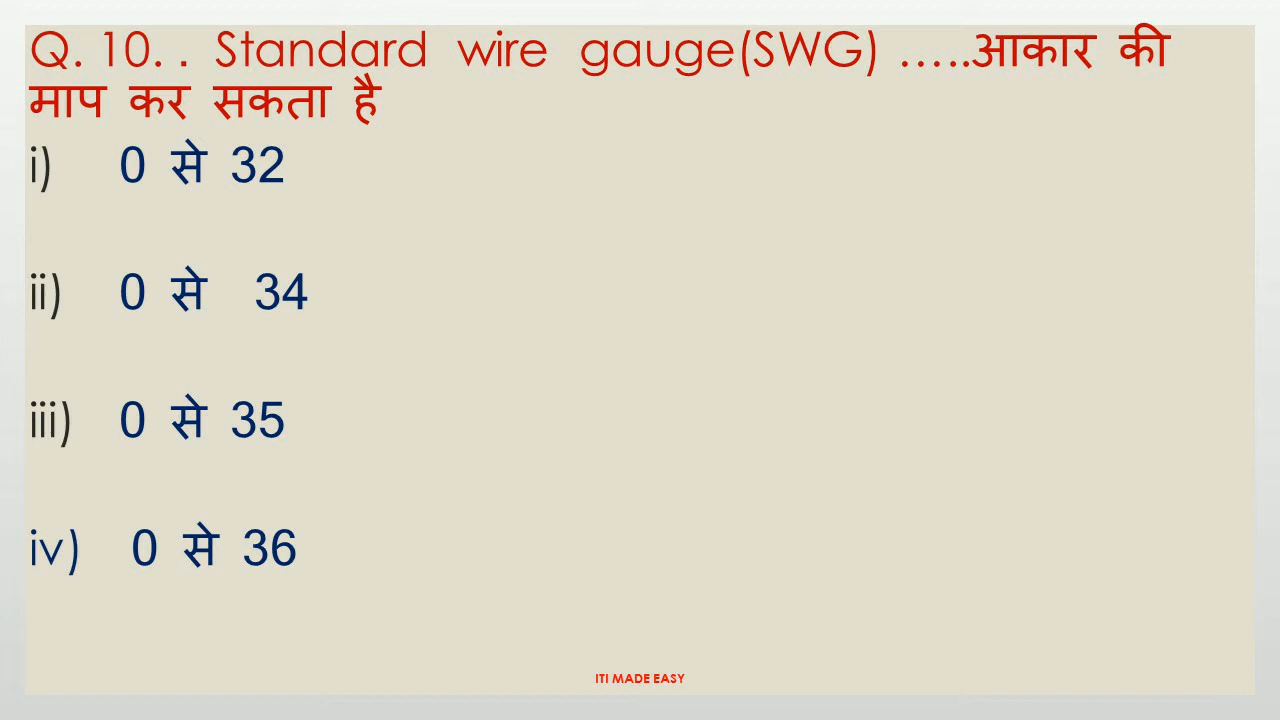 Q. 10. . Standard wire gauge(SWG) .....आकार की
माप कर सकता है
i) 0 से 32
ii) 0 से 34
iii) 0 से 35
iv) 0 से 36
ITI MADE EASY